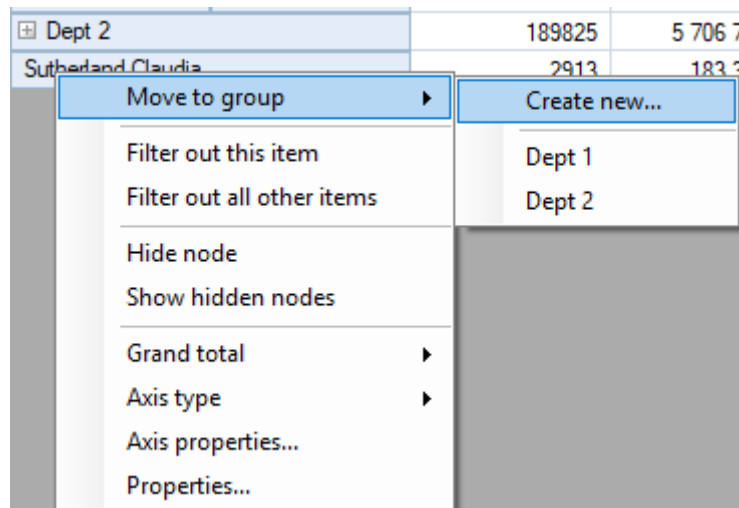 Dept 2 189825 5 706 7
Sutherland Claudia 2913 183 3
Move to group Create new...
Filter out this item Dept 1
Filter out all other items Dept 2
Hide node
Show hidden nodes
Grand total
Axis type
Axis properties...
Properties...